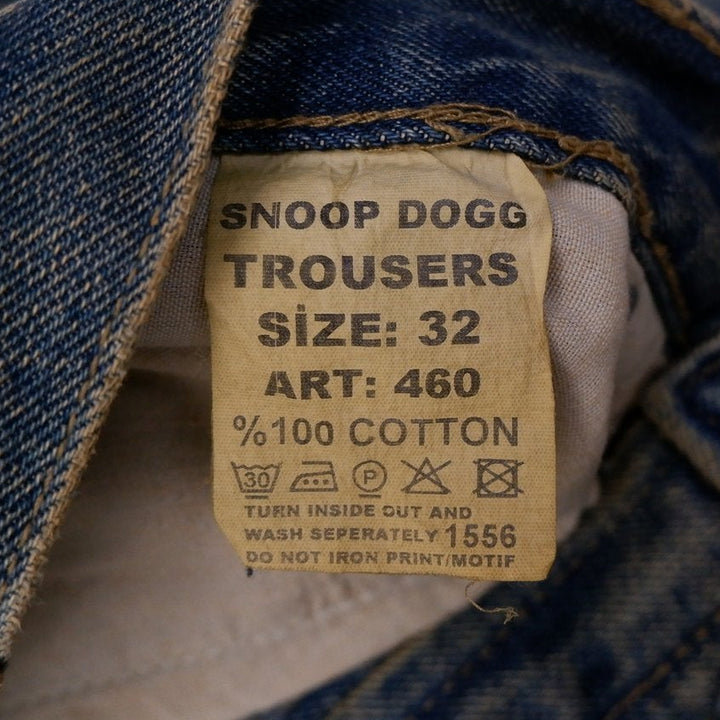 SNOOP DOGG
TROUSERS
SİZE: 32
ART: 460
%100 COTTON
30 P
TURN INSIDE OUT AND
WASH SEPERATELY 1556
DO NOT IRON PRINT/MOTIF